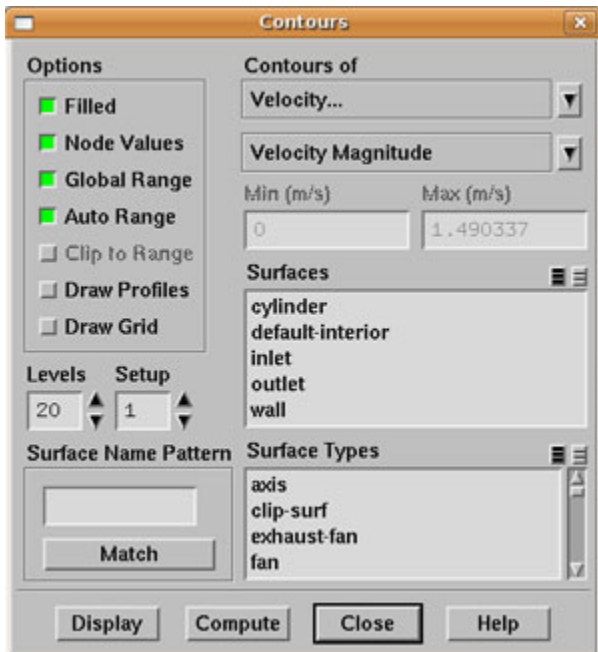 Contours
Options
Filled
Node Values
Global Range
Auto Range
Clip to Range
Draw Profiles
Draw Grid
Levels Setup
20 1
Surface Name Pattern
Match
Contours of
Velocity...
Velocity Magnitude
Min (m/s) Max (m/s)
0 1.490337
Surfaces
cylinder
default-interior
inlet
outlet
wall
Surface Types
axis
clip-surf
exhaust-fan
fan
Display Compute Close Help